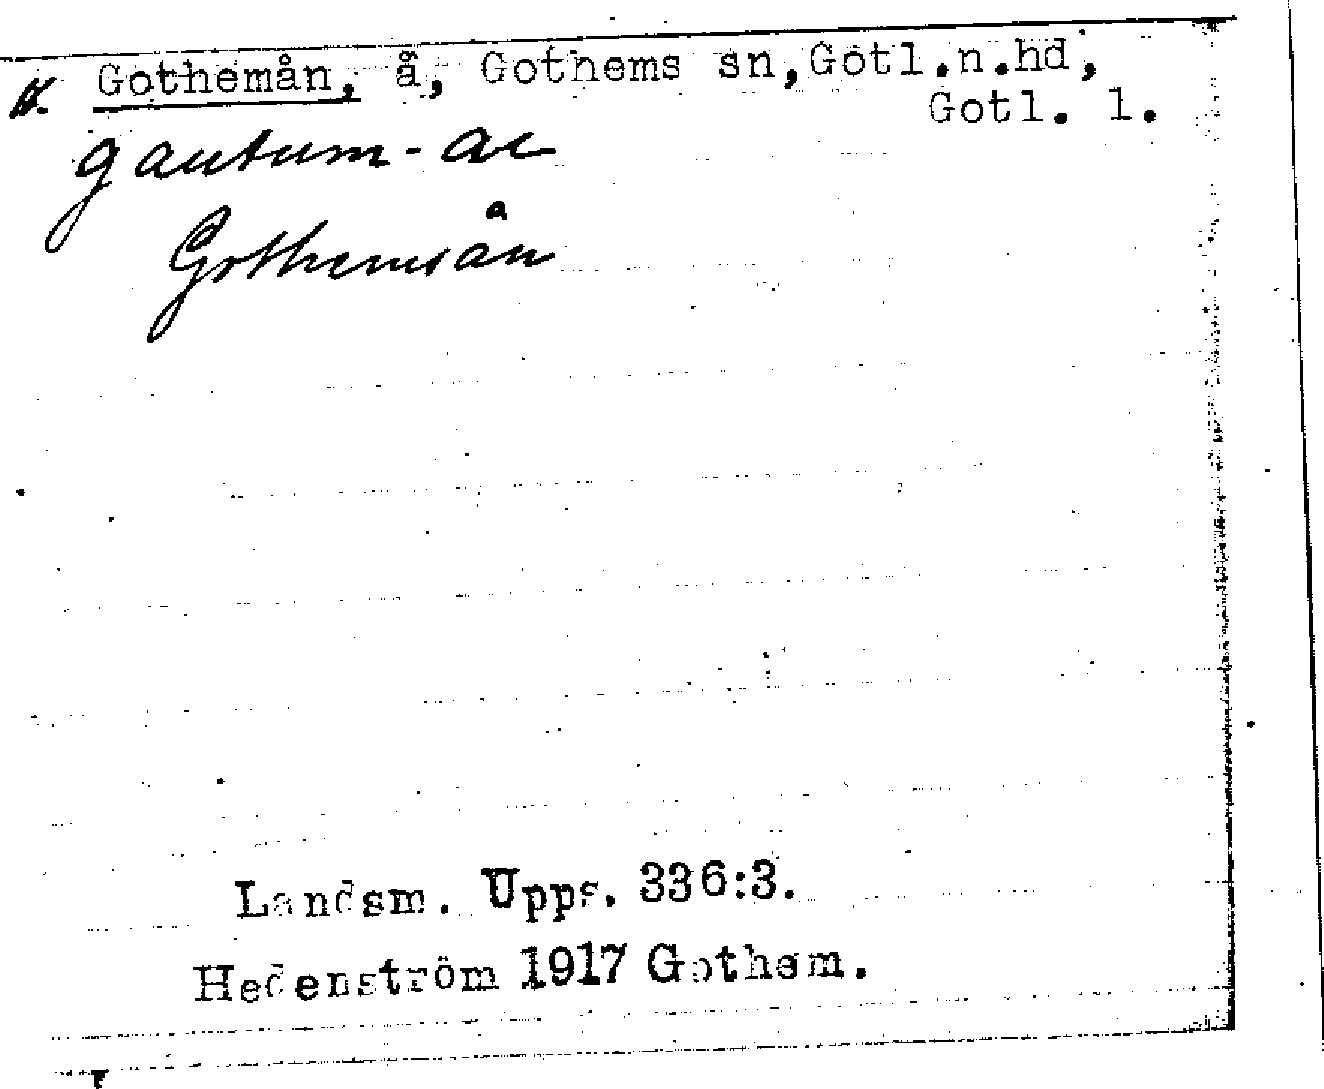 K. Gothemån, å, Gothems sn, Gotl.n.hd,
Gotl. l.
gautum-ae
Gothemsån
Landsm. Upps. 336:3.
Hedenström 1917 Gothem.